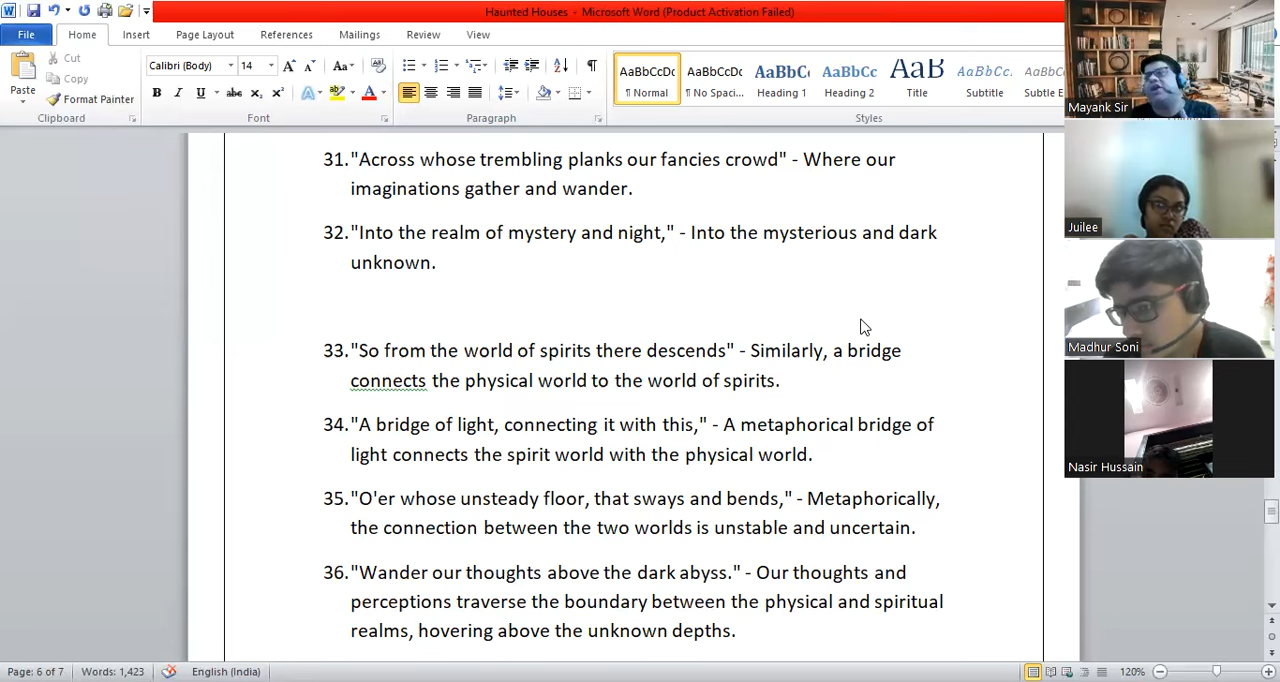 Haunted Houses - Microsoft Word (Product Activation Failed)
File Home Insert Page Layout References Mailings Review View
Paste
Cut
Copy
Format Painter
Clipboard
Calibri (Body) 14
Font
Paragraph
AaBbCcDc AaBbCcDc AaBbC AaBbCc AaB AaBbCc. AaBbCc
¶ Normal ¶ No Spaci... Heading 1 Heading 2 Title Subtitle Subtle E
Styles
31."Across whose trembling planks our fancies crowd" - Where our
imaginations gather and wander.
32."Into the realm of mystery and night," - Into the mysterious and dark
unknown.
33."So from the world of spirits there descends" - Similarly, a bridge
connects the physical world to the world of spirits.
34."A bridge of light, connecting it with this," - A metaphorical bridge of
light connects the spirit world with the physical world.
35."O'er whose unsteady floor, that sways and bends," - Metaphorically,
the connection between the two worlds is unstable and uncertain.
36."Wander our thoughts above the dark abyss." - Our thoughts and
perceptions traverse the boundary between the physical and spiritual
realms, hovering above the unknown depths.
Mayank Sir
Juilee
Madhur Soni
Nasir Hussain
Page: 6 of 7 Words: 1,423 English (India) 120%